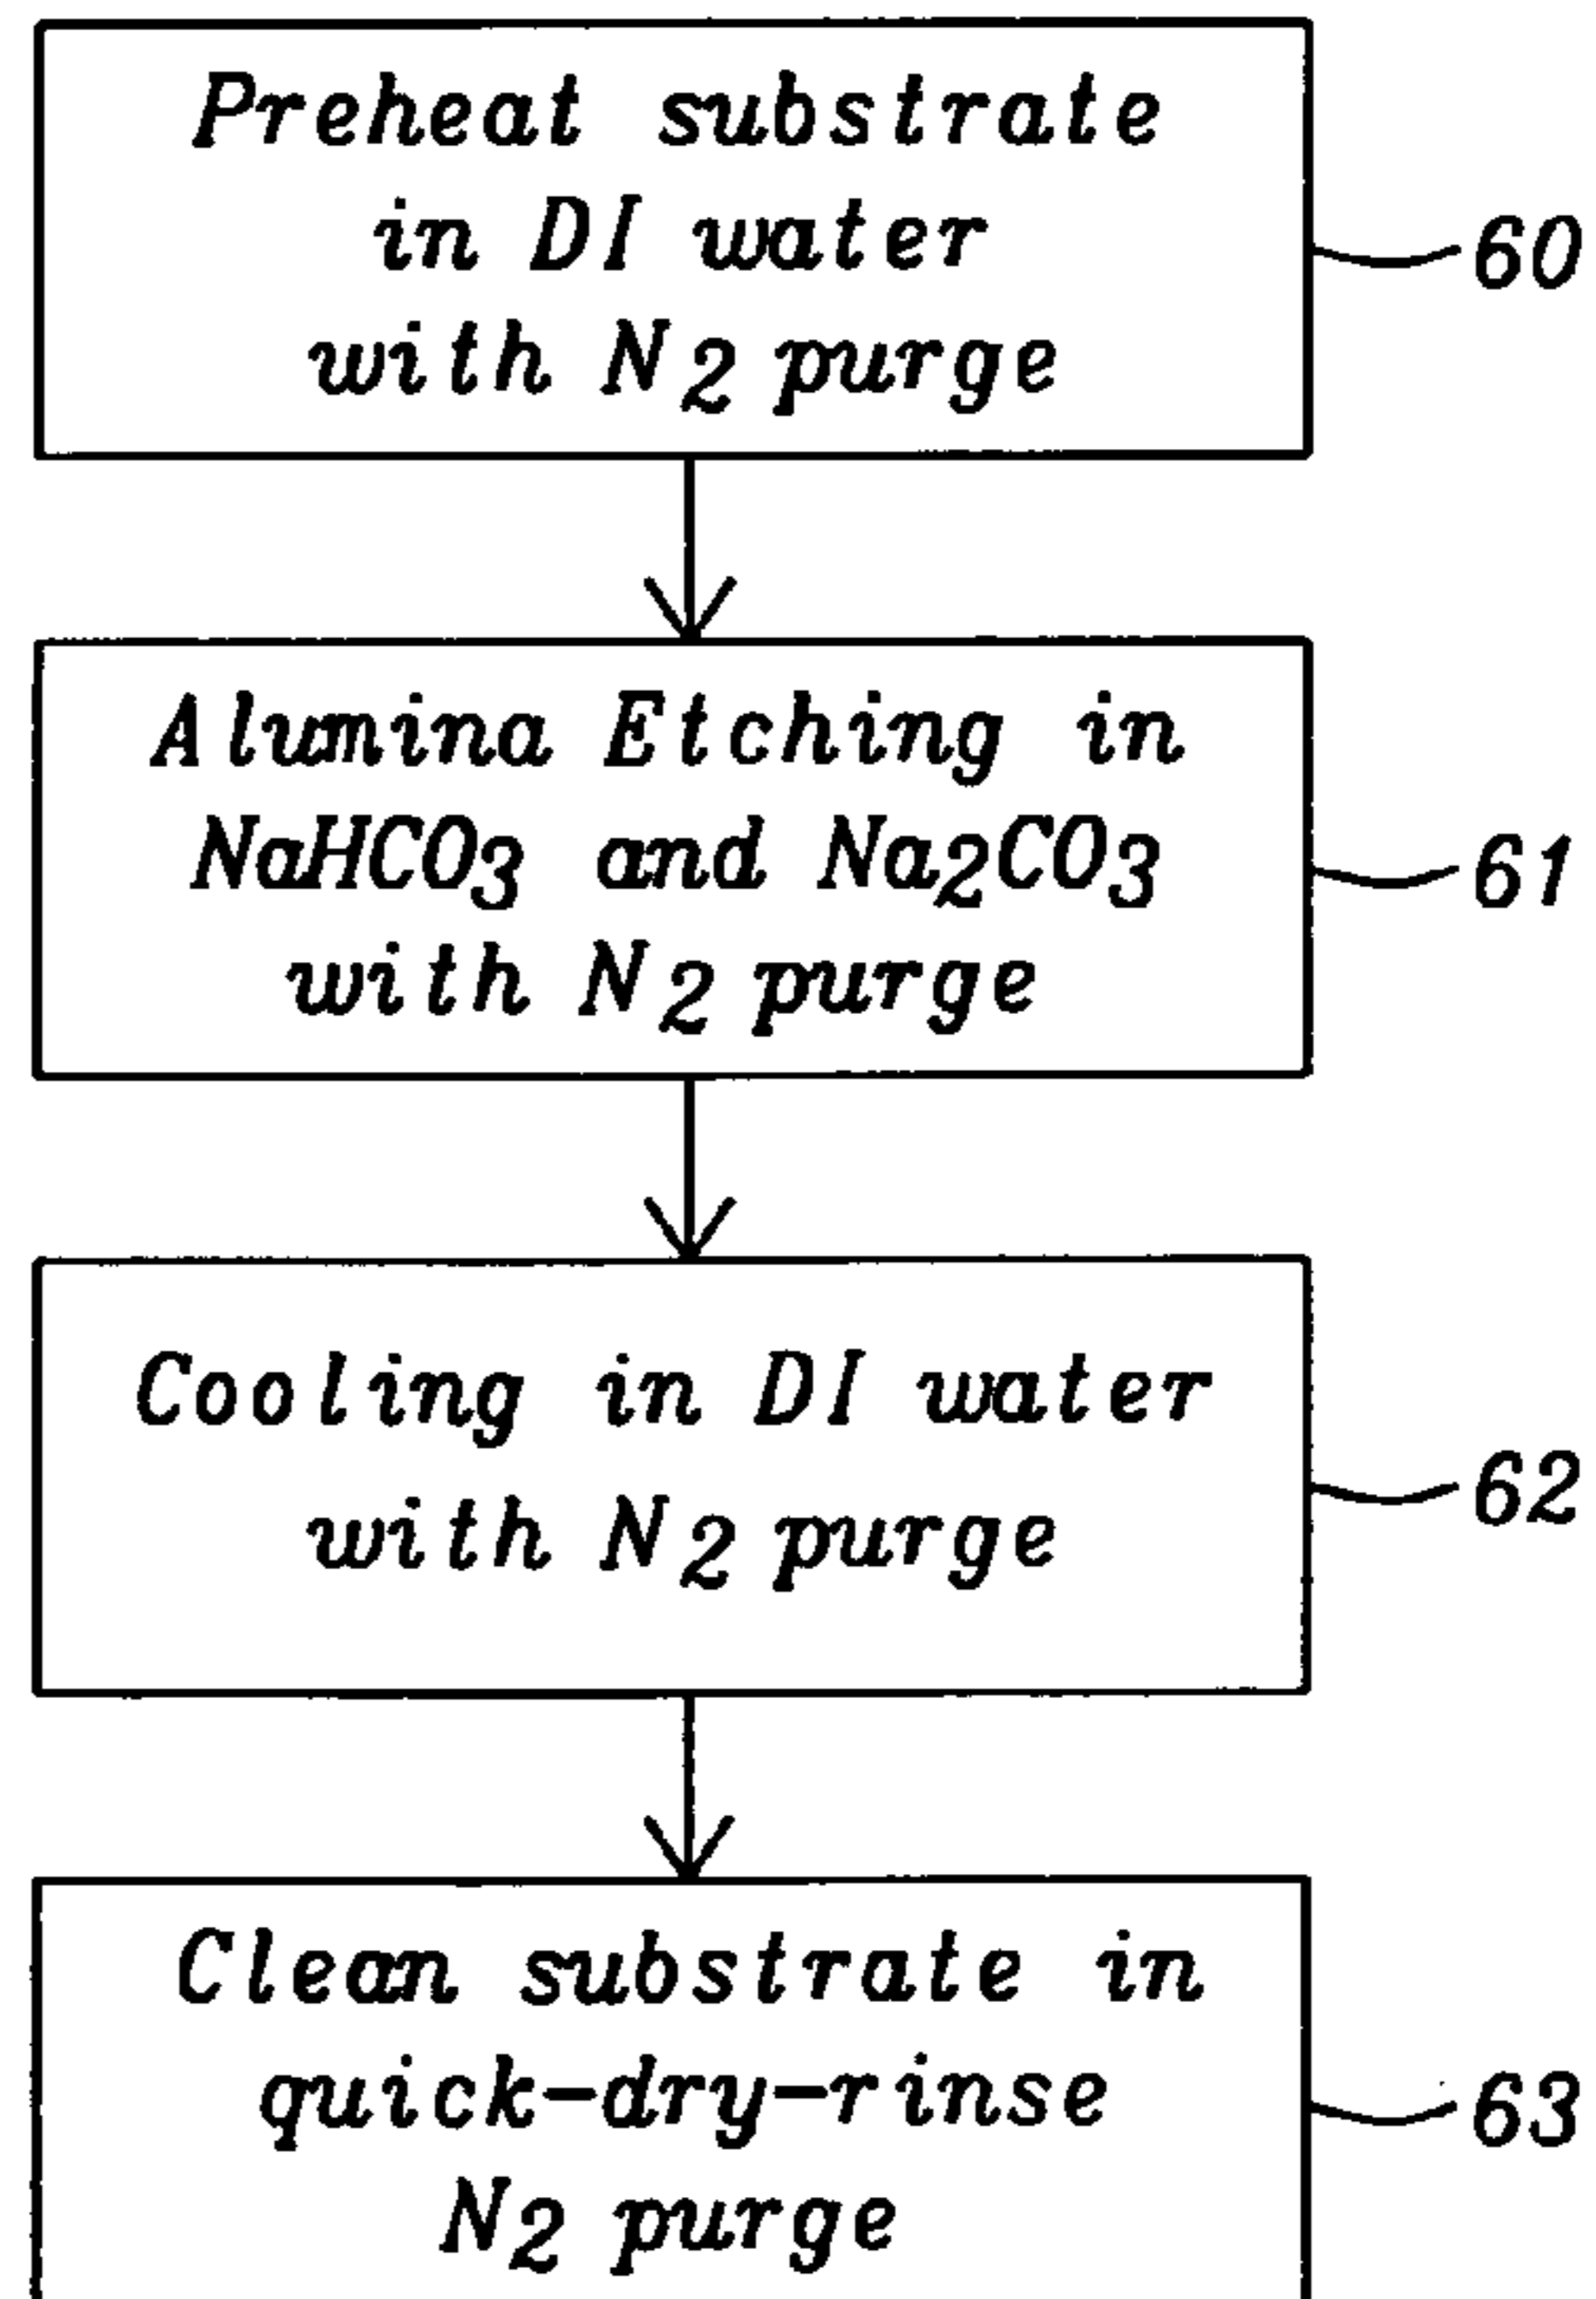 Preheat substrate
in DI water
with N2 purge
60
Alumina Etching in
NaHCO3 and Na2CO3
with N2 purge
61
Cooling in DI water
with N2 purge
62
Clean substrate in
quick-dry-rinse
N2 purge
63